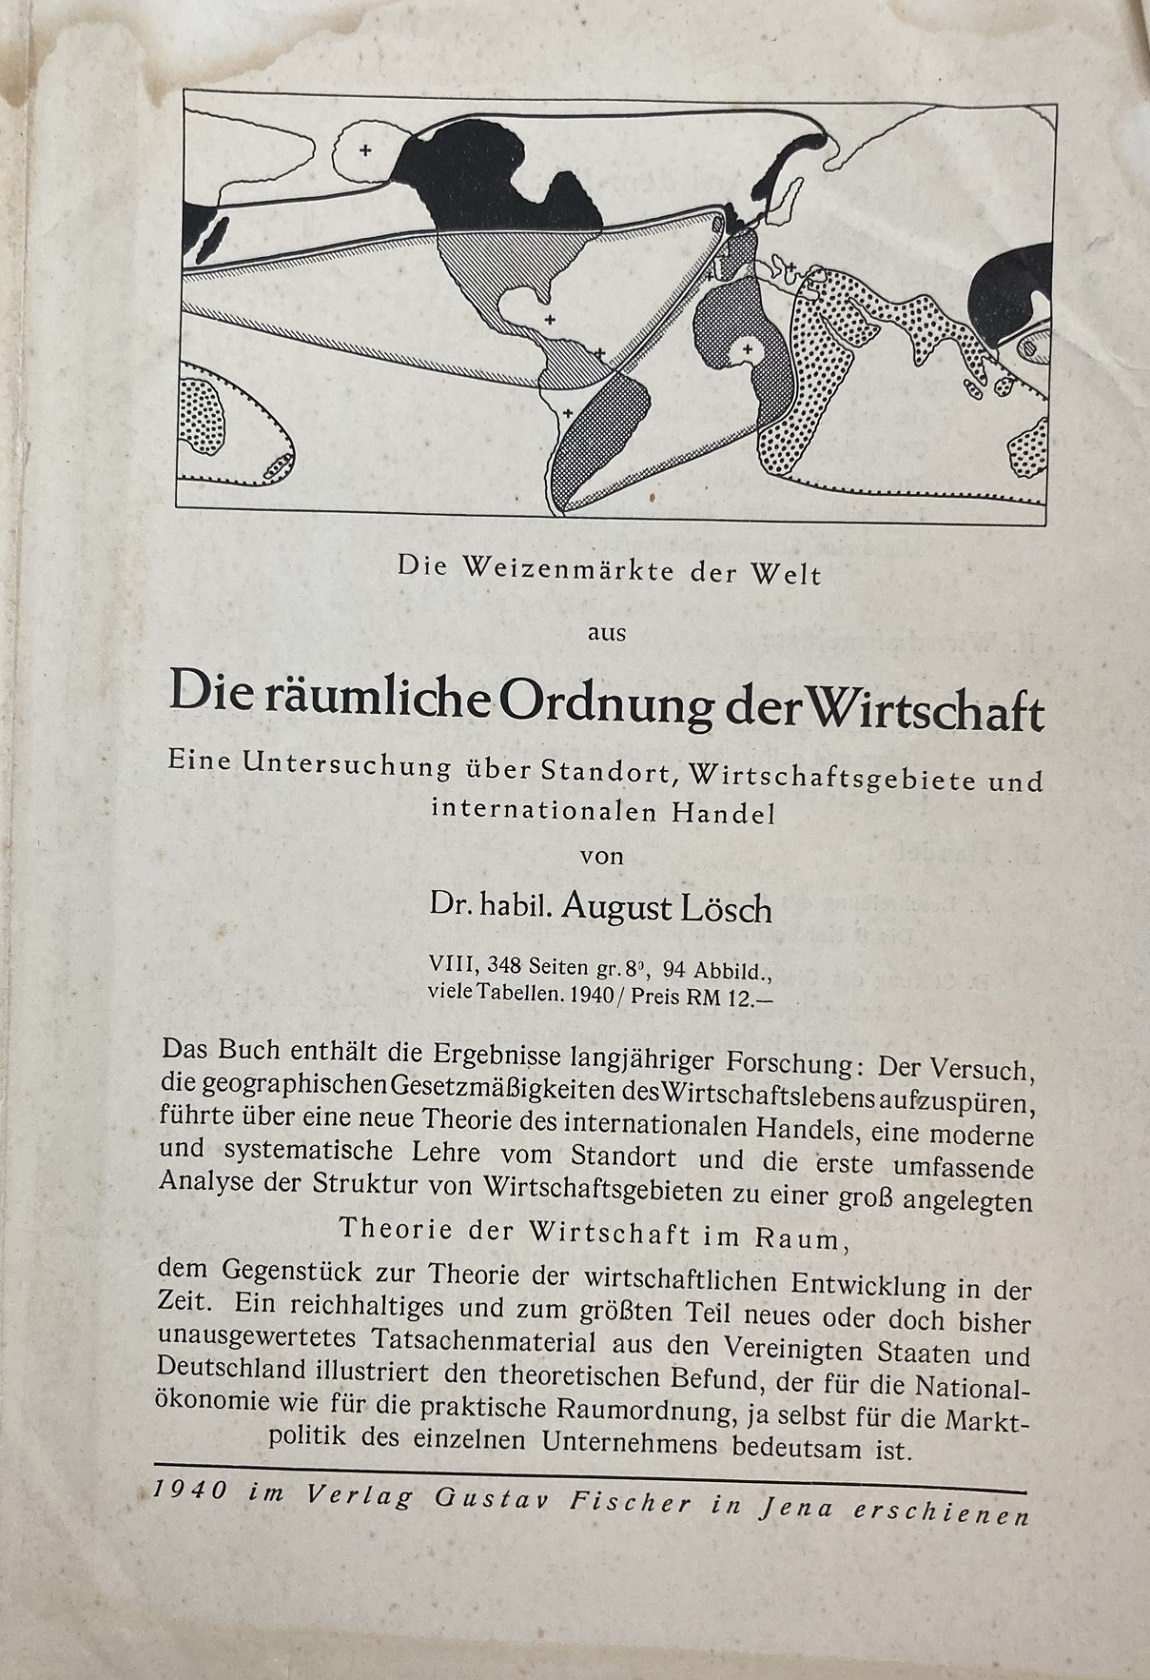 Die Weizenmärkte der Welt
aus
Die räumliche Ordnung der Wirtschaft
Eine Untersuchung über Standort, Wirtschaftsgebiete und
internationalen Handel
von
Dr. habil. August Lösch
VIII, 348 Seiten gr. 8⁰, 94 Abbild.,
viele Tabellen. 1940 / Preis RM 12.—
Das Buch enthält die Ergebnisse langjähriger Forschung: Der Versuch,
die geographischen Gesetzmäßigkeiten des Wirtschaftslebens aufzuspüren,
führte über eine neue Theorie des internationalen Handels, eine moderne
und systematische Lehre vom Standort und die erste umfassende
Analyse der Struktur von Wirtschaftsgebieten zu einer groß angelegten
Theorie der Wirtschaft im Raum,
dem Gegenstück zur Theorie der wirtschaftlichen Entwicklung in der
Zeit. Ein reichhaltiges und zum größten Teil neues oder doch bisher
unausgewertetes Tatsachenmaterial aus den Vereinigten Staaten und
Deutschland illustriert den theoretischen Befund, der für die National-
ökonomie wie für die praktische Raumordnung, ja selbst für die Markt-
politik des einzelnen Unternehmens bedeutsam ist.
1940 im Verlag Gustav Fischer in Jena erschienen